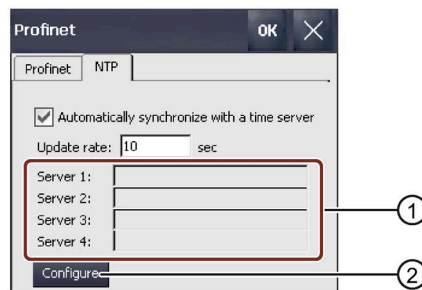 Profinet OK
Profinet NTP
Automatically synchronize with a time server
Update rate: 10 sec
Server 1:
Server 2:
Server 3:
Server 4:
1
Configure
2